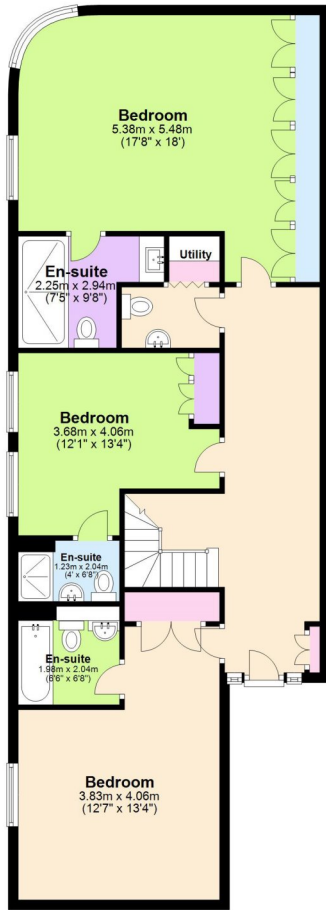 Bedroom
5.38m x 5.48m
(17'8" x 18')
Utility
En-suite
2.25m x 2.94m
(7'5" x 9'8")
Bedroom
3.68m x 4.06m
(12'1" x 13'4")
En-suite
1.23m x 2.04m
(4' x 6'8")
En-suite
1.98m x 2.04m
(6'6" x 6'8")
Bedroom
3.83m x 4.06m
(12'7" x 13'4")